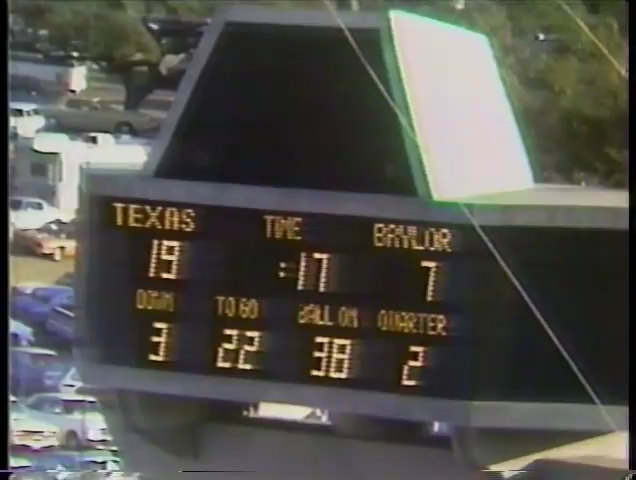 TEXAS TIME BAYLOR
19 :17 7
DOWN TO GO BALL ON QUARTER
3 22 38 2